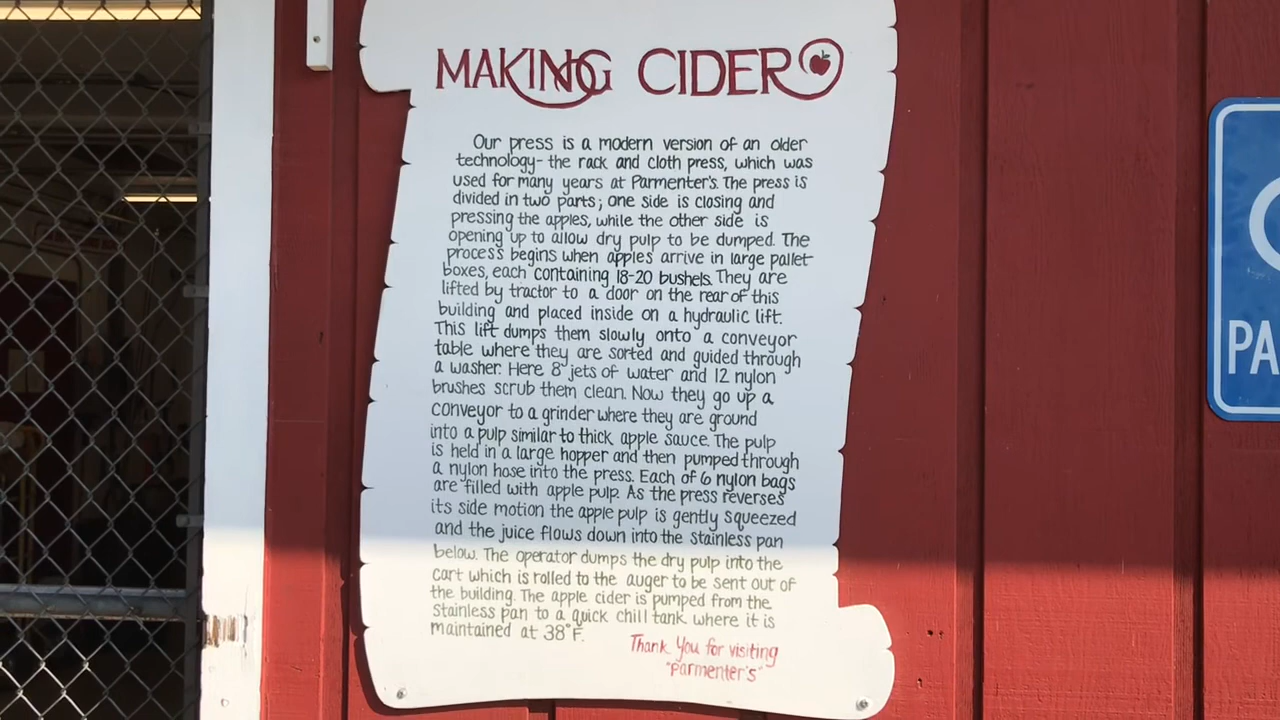 MAKING CIDER
Our press is a modern version of an older
technology- the rack and cloth press, which was
used for many years at Parmenter's. The press is
divided in two parts; one side is closing and
pressing the apples, while the other side is
opening up to allow dry pulp to be dumped. The
process begins when apples arrive in large pallet
boxes, each containing 18-20 bushels. They are
lifted by tractor to a door on the rear of this
building and placed inside on a hydraulic lift.
This lift dumps them slowly onto a conveyor
table where they are sorted and guided through
a washer. Here 8 jets of water and 12 nylon
brushes scrub them clean. Now they go up a
conveyor to a grinder where they are ground
into a pulp similar to thick apple sauce. The pulp
is held in a large hopper and then pumped through
a nylon hose into the press. Each of 6 nylon bags
are filled with apple pulp. As the press reverses
its side motion the apple pulp is gently squeezed
and the juice flows down into the stainless pan
below. The operator dumps the dry pulp into the
cart which is rolled to the auger to be sent out of
the building. The apple cider is pumped from the
stainless pan to a quick chill tank where it is
maintained at 38°F.
Thank You for visiting
"Parmenter's"
PA